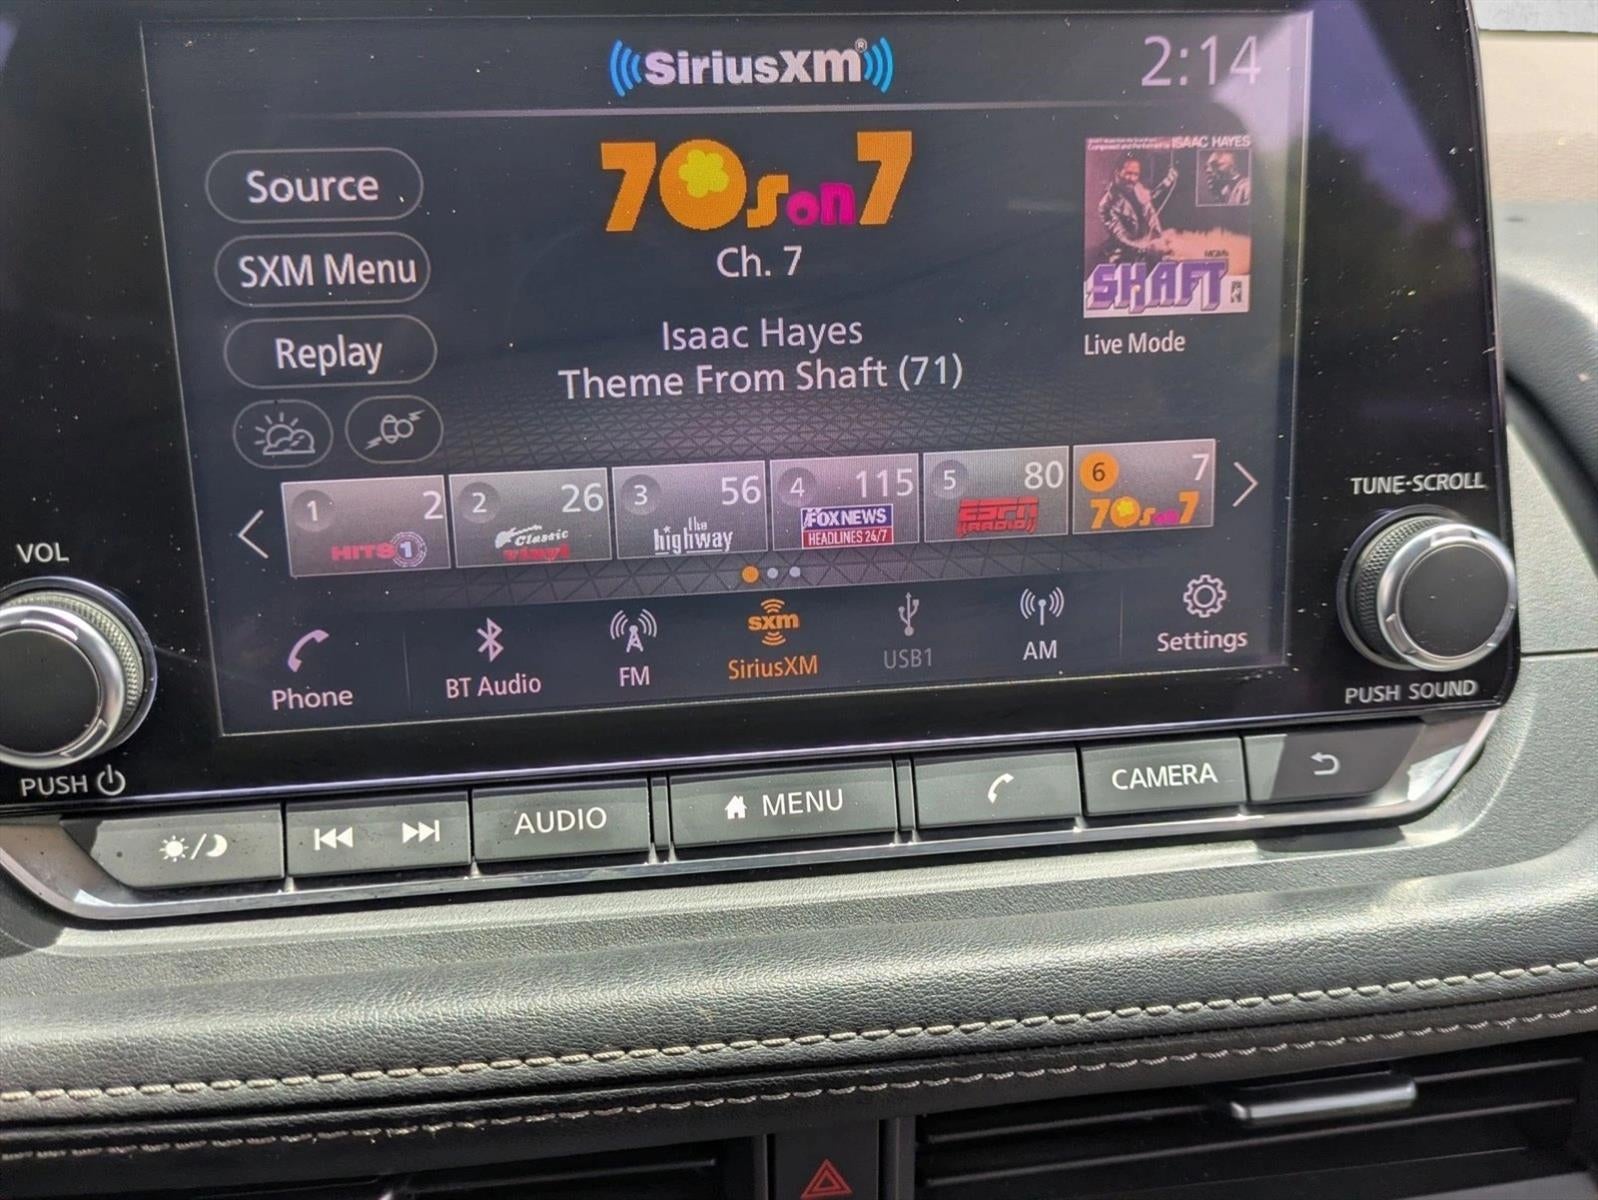 SiriusXM®
2:14
Source
SXM Menu
Replay
70s on 7
Ch. 7
Isaac Hayes
Theme From Shaft (71)
ISAAC HAYES
SHAFT
Live Mode
1 2 HITS 1
2 26 Classic vinyl
3 56 the highway
4 115 FOX NEWS HEADLINES 24/7
5 80 ESPN RADIO
6 7 70s on 7
Phone
BT Audio
FM
sxm
SiriusXM
USB1
AM
Settings
VOL
PUSH
TUNE·SCROLL
PUSH SOUND
AUDIO
MENU
CAMERA